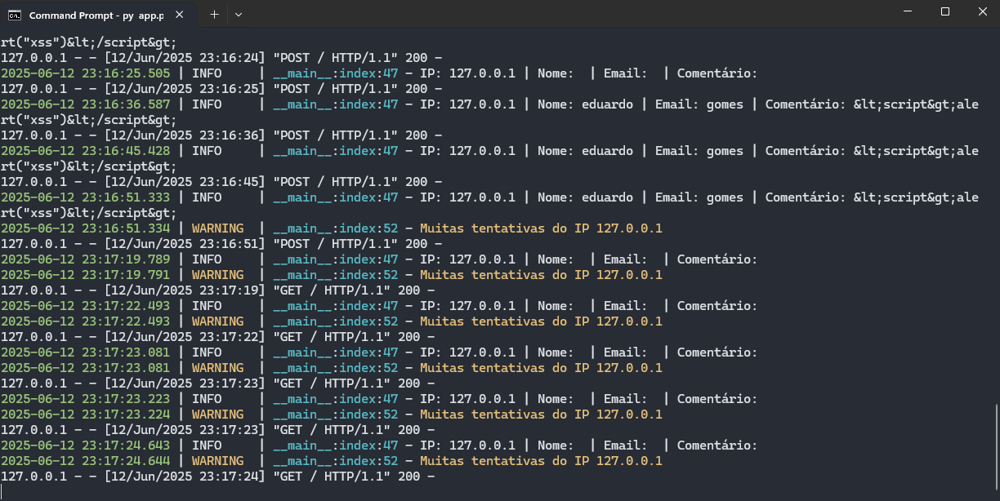 Command Prompt - py app.p
rt("xss")&lt;/script&gt;
127.0.0.1 - - [12/Jun/2025 23:16:24] "POST / HTTP/1.1" 200 -
2025-06-12 23:16:25.505 | INFO     | __main__:index:47 - IP: 127.0.0.1 | Nome:  | Email:  | Comentário:
127.0.0.1 - - [12/Jun/2025 23:16:25] "POST / HTTP/1.1" 200 -
2025-06-12 23:16:36.587 | INFO     | __main__:index:47 - IP: 127.0.0.1 | Nome: eduardo | Email: gomes | Comentário: &lt;script&gt;ale
rt("xss")&lt;/script&gt;
127.0.0.1 - - [12/Jun/2025 23:16:36] "POST / HTTP/1.1" 200 -
2025-06-12 23:16:45.428 | INFO     | __main__:index:47 - IP: 127.0.0.1 | Nome: eduardo | Email: gomes | Comentário: &lt;script&gt;ale
rt("xss")&lt;/script&gt;
127.0.0.1 - - [12/Jun/2025 23:16:45] "POST / HTTP/1.1" 200 -
2025-06-12 23:16:51.333 | INFO     | __main__:index:47 - IP: 127.0.0.1 | Nome: eduardo | Email: gomes | Comentário: &lt;script&gt;ale
rt("xss")&lt;/script&gt;
2025-06-12 23:16:51.334 | WARNING  | __main__:index:52 - Muitas tentativas do IP 127.0.0.1
127.0.0.1 - - [12/Jun/2025 23:16:51] "POST / HTTP/1.1" 200 -
2025-06-12 23:17:19.789 | INFO     | __main__:index:47 - IP: 127.0.0.1 | Nome:  | Email:  | Comentário:
2025-06-12 23:17:19.791 | WARNING  | __main__:index:52 - Muitas tentativas do IP 127.0.0.1
127.0.0.1 - - [12/Jun/2025 23:17:19] "GET / HTTP/1.1" 200 -
2025-06-12 23:17:22.493 | INFO     | __main__:index:47 - IP: 127.0.0.1 | Nome:  | Email:  | Comentário:
2025-06-12 23:17:22.493 | WARNING  | __main__:index:52 - Muitas tentativas do IP 127.0.0.1
127.0.0.1 - - [12/Jun/2025 23:17:22] "GET / HTTP/1.1" 200 -
2025-06-12 23:17:23.081 | INFO     | __main__:index:47 - IP: 127.0.0.1 | Nome:  | Email:  | Comentário:
2025-06-12 23:17:23.081 | WARNING  | __main__:index:52 - Muitas tentativas do IP 127.0.0.1
127.0.0.1 - - [12/Jun/2025 23:17:23] "GET / HTTP/1.1" 200 -
2025-06-12 23:17:23.223 | INFO     | __main__:index:47 - IP: 127.0.0.1 | Nome:  | Email:  | Comentário:
2025-06-12 23:17:23.224 | WARNING  | __main__:index:52 - Muitas tentativas do IP 127.0.0.1
127.0.0.1 - - [12/Jun/2025 23:17:23] "GET / HTTP/1.1" 200 -
2025-06-12 23:17:24.643 | INFO     | __main__:index:47 - IP: 127.0.0.1 | Nome:  | Email:  | Comentário:
2025-06-12 23:17:24.644 | WARNING  | __main__:index:52 - Muitas tentativas do IP 127.0.0.1
127.0.0.1 - - [12/Jun/2025 23:17:24] "GET / HTTP/1.1" 200 -